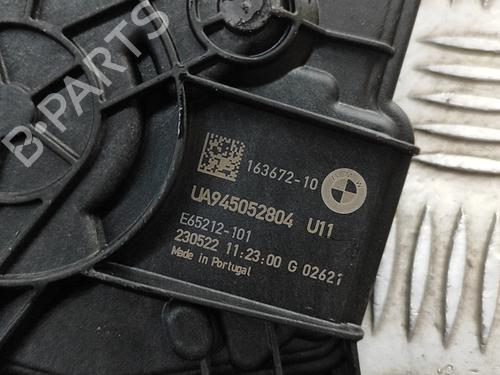 B-PARTS
163672-10
UA945052804 U11
E65212-101
230522 11:23:00 G 02621
Made in Portugal